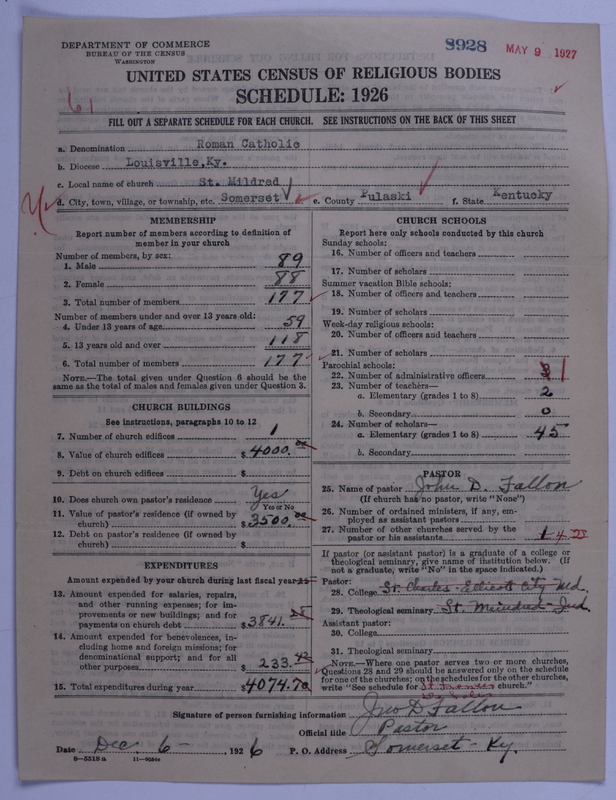 DEPARTMENT OF COMMERCE
BUREAU OF THE CENSUS
WASHINGTON
8928
MAY 9 1927
UNITED STATES CENSUS OF RELIGIOUS BODIES
SCHEDULE: 1926
61
FILL OUT A SEPARATE SCHEDULE FOR EACH CHURCH. SEE INSTRUCTIONS ON THE BACK OF THIS SHEET
a. Denomination Roman Catholic
b. Diocese Louisville,Ky.
c. Local name of church St. Mildred
d. City, town, village, or township, etc. Somerset e. County Pulaski f. State Kentucky
MEMBERSHIP
Report number of members according to definition of
member in your church
Number of members, by sex:
1. Male 89
2. Female 88
3. Total number of members 177
Number of members under and over 13 years old:
4. Under 13 years of age 59
5. 13 years old and over 118
6. Total number of members 177
NOTE.—The total given under Question 6 should be the
same as the total of males and females given under Question 3.
CHURCH BUILDINGS
See instructions, paragraphs 10 to 12
7. Number of church edifices 1
8. Value of church edifices $4000.00
9. Debt on church edifices $
10. Does church own pastor's residence Yes
Yes or No
11. Value of pastor's residence (if owned by
church) $3500.00
12. Debt on pastor's residence (if owned by
church) $
EXPENDITURES
Amount expended by your church during last fiscal year
13. Amount expended for salaries, repairs,
and other running expenses; for im-
provements or new buildings; and for
payments on church debt $3841.28
14. Amount expended for benevolences, in-
cluding home and foreign missions; for
denominational support; and for all
other purposes $233.42
15. Total expenditures during year $4074.70
CHURCH SCHOOLS
Report here only schools conducted by this church
Sunday schools:
16. Number of officers and teachers
17. Number of scholars
Summer vacation Bible schools:
18. Number of officers and teachers
19. Number of scholars
Week-day religious schools:
20. Number of officers and teachers
21. Number of scholars
Parochial schools:
22. Number of administrative officers 1
23. Number of teachers—
a. Elementary (grades 1 to 8) 2
b. Secondary 0
24. Number of scholars—
a. Elementary (grades 1 to 8) 45
b. Secondary
PASTOR
25. Name of pastor John D. Fallon
(If church has no pastor, write "None")
26. Number of ordained ministers, if any, em-
ployed as assistant pastors
27. Number of other churches served by the
pastor or his assistants 1
If pastor (or assistant pastor) is a graduate of a college or
theological seminary, give name of institution below. (If
not a graduate, write "No" in the space indicated.)
Pastor:
28. College St. Charles - Ellicott City - Md.
29. Theological seminary St. Meindred - Ind.
Assistant pastor:
30. College
31. Theological seminary
NOTE.—Where one pastor serves two or more churches,
Questions 28 and 29 should be answered only on the schedule
for one of the churches; on the schedules for the other churches,
write "See schedule for St. Francis church."
Signature of person furnishing information Jno D Fallon
Official title Pastor
Date Dec. 6 - 1926 P. O. Address Somerset - Ky.
8-5518a